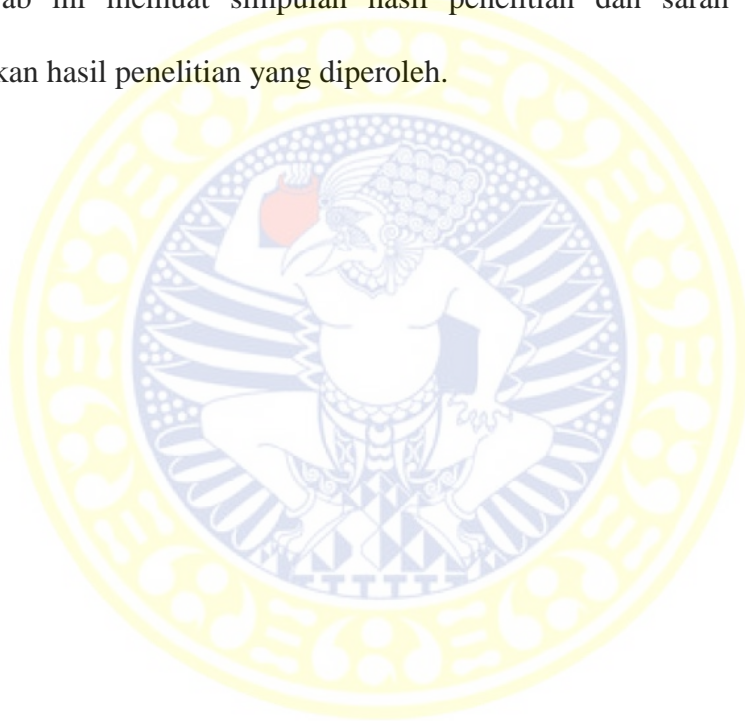 ab ini memuat simpulan hasil penelitian dan saran
kan hasil penelitian yang diperoleh.